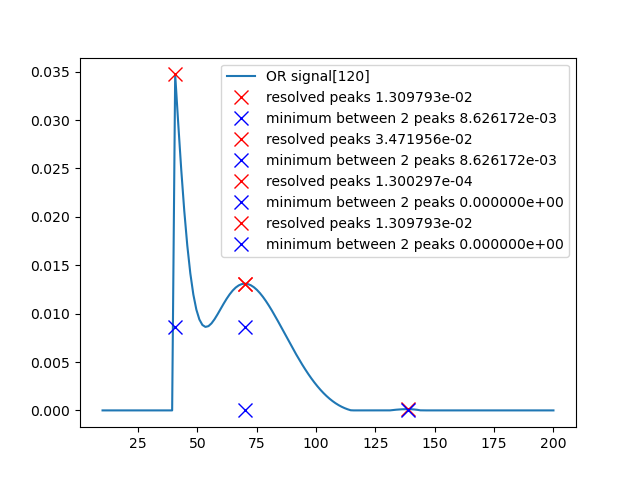 OR signal[120]
resolved peaks 1.309793e-02
minimum between 2 peaks 8.626172e-03
resolved peaks 3.471956e-02
minimum between 2 peaks 8.626172e-03
resolved peaks 1.300297e-04
minimum between 2 peaks 0.000000e+00
resolved peaks 1.309793e-02
minimum between 2 peaks 0.000000e+00
0.035
0.030
0.025
0.020
0.015
0.010
0.005
0.000
25 50 75 100 125 150 175 200